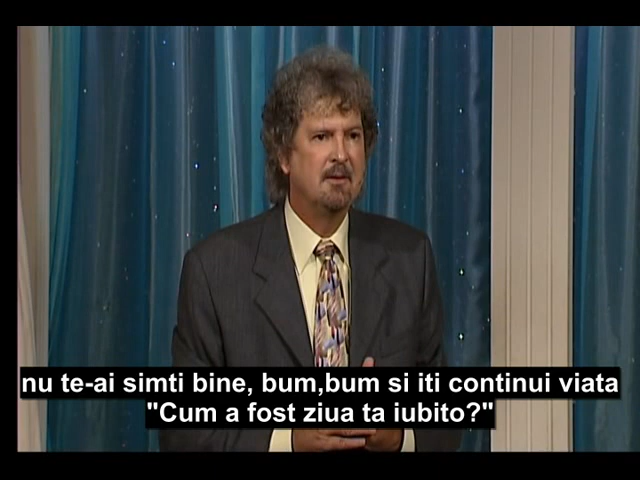 nu te-ai simti bine, bum,bum si iti continui viata
"Cum a fost ziua ta iubito?"